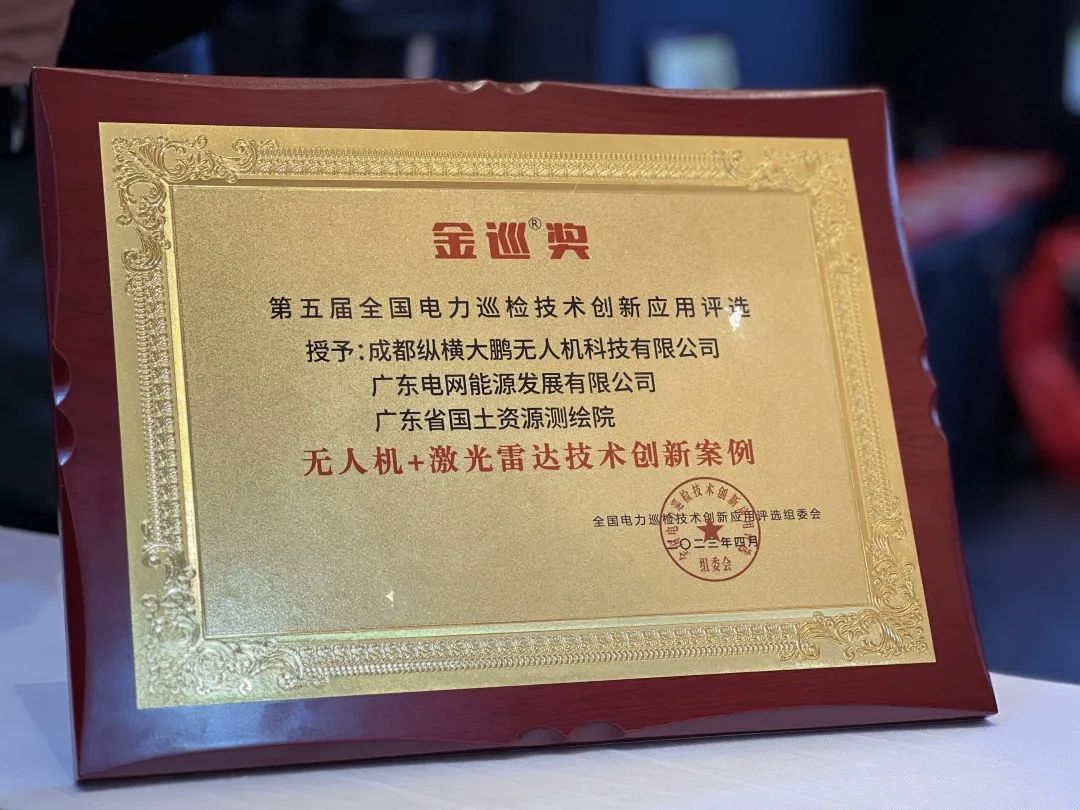 金巡®奖
第五届全国电力巡检技术创新应用评选
授予：成都纵横大鹏无人机科技有限公司
广东电网能源发展有限公司
广东省国土资源测绘院
无人机+激光雷达技术创新案例
全国电力巡检技术创新应用评选组委会
二〇二三年四月
组委会